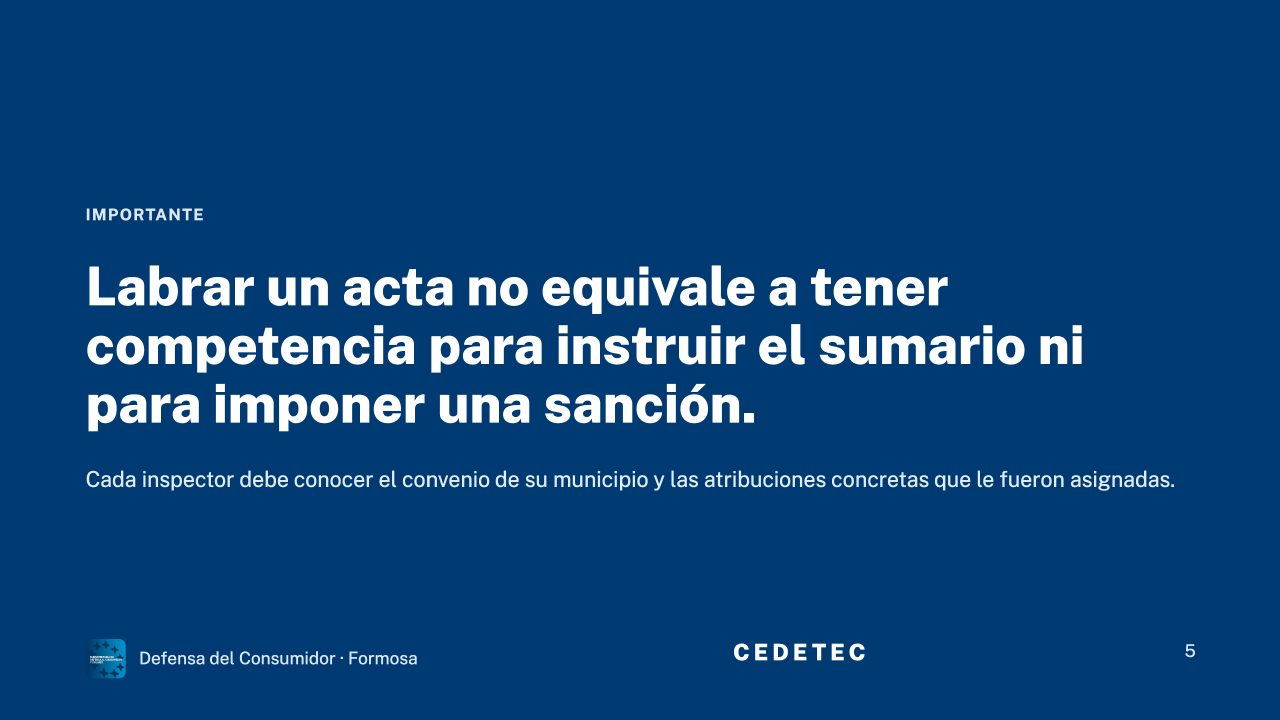 IMPORTANTE
Labrar un acta no equivale a tener
competencia para instruir el sumario ni
para imponer una sanción.
Cada inspector debe conocer el convenio de su municipio y las atribuciones concretas que le fueron asignadas.
Defensa del Consumidor · Formosa
CEDETEC
5